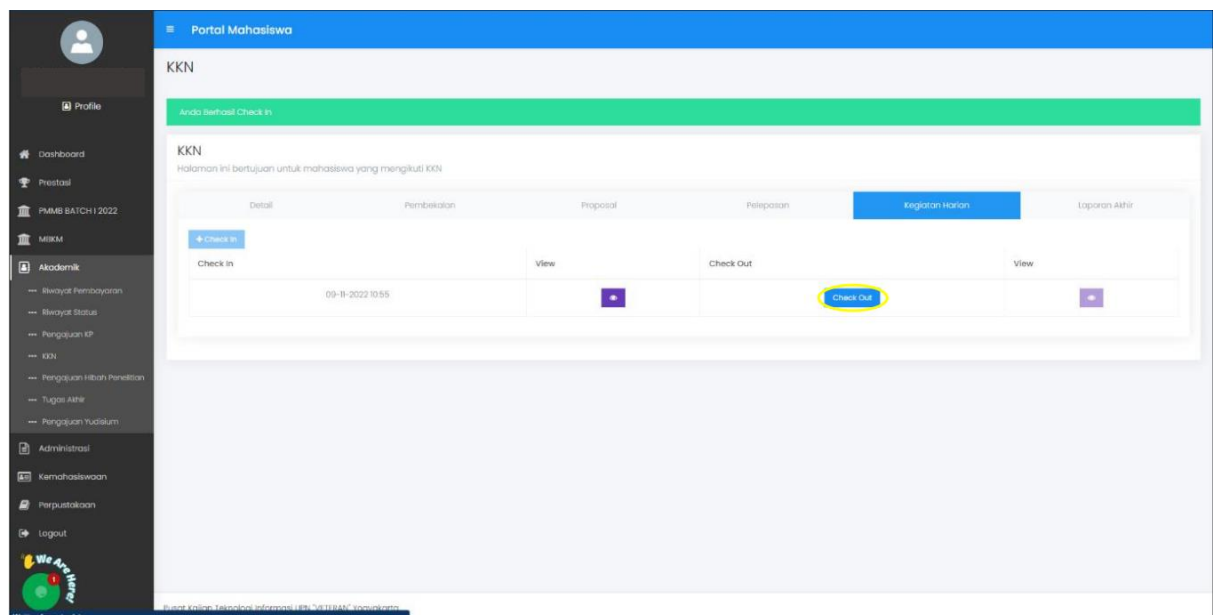 Portal Mahasiswa
KKN
Profile
Anda Berhasil Check In
Dashboard
Prestasi
PMMB BATCH I 2022
MBKM
Akademik
Riwayat Pembayaran
Riwayat Status
Pengajuan KP
KKN
Pengajuan Hibah Penelitian
Tugas Akhir
Pengajuan Yudisium
Administrasi
Kemahasiswaan
Perpustakaan
Logout
We Are Here!
1
KKN
Halaman ini bertujuan untuk mahasiswa yang mengikuti KKN
Detail Pembekalan Proposal Pelepasan Kegiatan Harian Laporan Akhir
+ Check In
Check In View Check Out View
09-11-2022 10:55 Check Out
Pusat Kajian Teknologi Informasi UPN "VETERAN" Yogyakarta